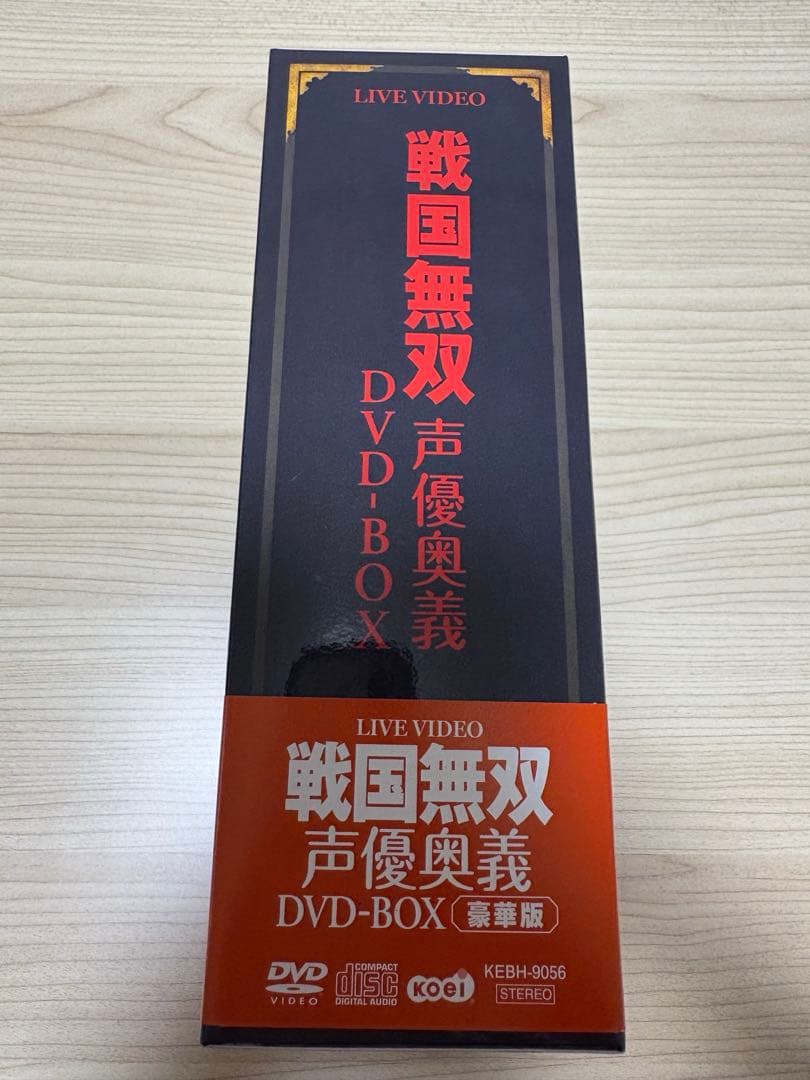 LIVE VIDEO
戦国無双 声優奥義
DVD-BOX
LIVE VIDEO
戦国無双
声優奥義
DVD-BOX 豪華版
DVD VIDEO
COMPACT disc DIGITAL AUDIO
KOEI
KEBH-9056
STEREO